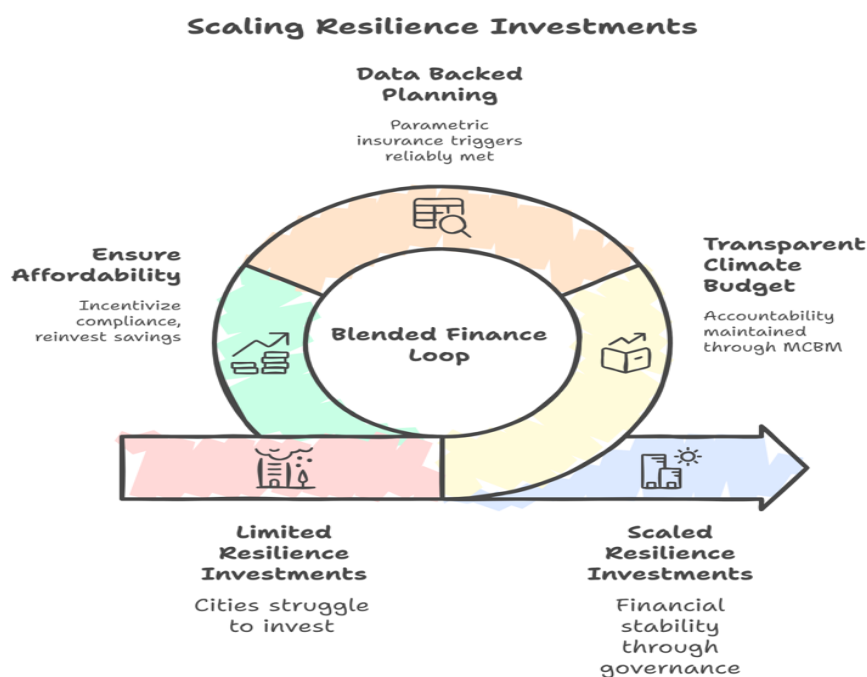 Scaling Resilience Investments
Data Backed
Planning
Parametric
insurance triggers
reliably met
Ensure
Affordability
Incentivize
compliance,
reinvest savings
Transparent
Climate
Budget
Accountability
maintained
through MCBM
Blended Finance
Loop
Limited
Resilience
Investments
Cities struggle
to invest
Scaled
Resilience
Investments
Financial
stability
through
governance